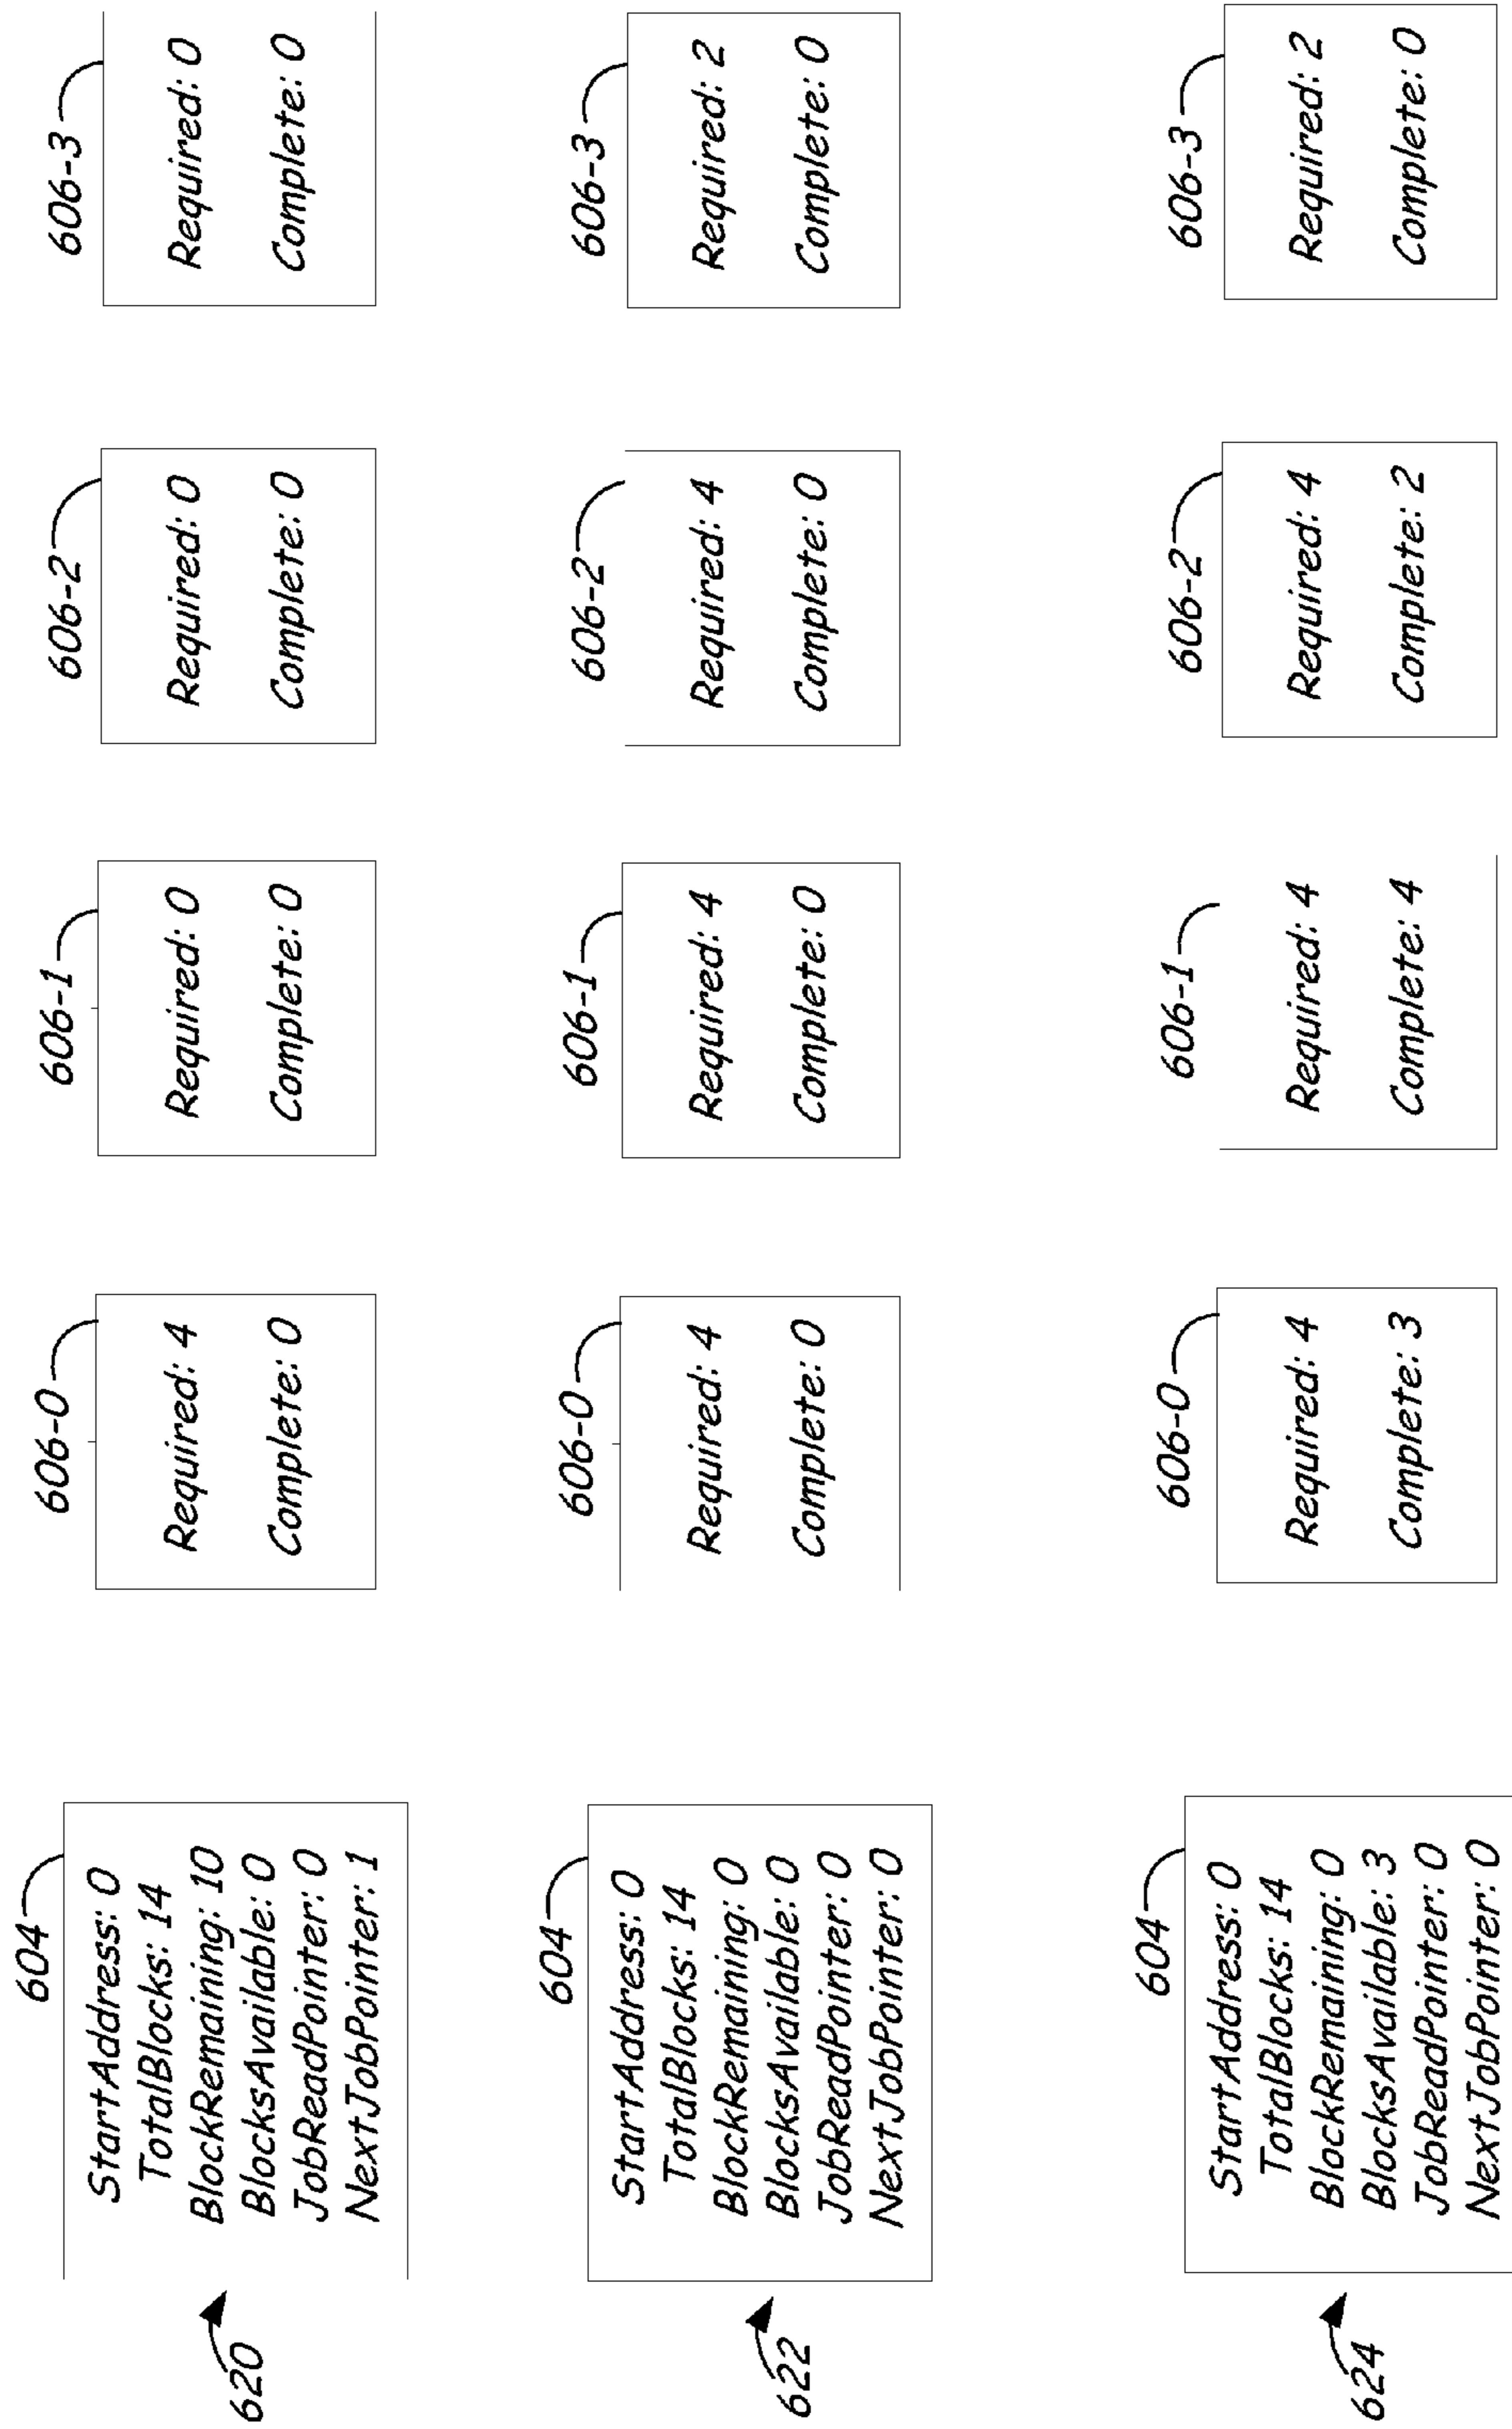 620
604
StartAddress: 0
TotalBlocks: 14
BlockRemaining: 10
BlocksAvailable: 0
JobReadPointer: 0
NextJobPointer: 1
606-0
Required: 4
Complete: 0
606-1
Required: 0
Complete: 0
606-2
Required: 0
Complete: 0
606-3
Required: 0
Complete: 0
622
604
StartAddress: 0
TotalBlocks: 14
BlockRemaining: 0
BlocksAvailable: 0
JobReadPointer: 0
NextJobPointer: 0
606-0
Required: 4
Complete: 0
606-1
Required: 4
Complete: 0
606-2
Required: 4
Complete: 0
606-3
Required: 2
Complete: 0
624
604
StartAddress: 0
TotalBlocks: 14
BlockRemaining: 0
BlocksAvailable: 3
JobReadPointer: 0
NextJobPointer: 0
606-0
Required: 4
Complete: 3
606-1
Required: 4
Complete: 4
606-2
Required: 4
Complete: 2
606-3
Required: 2
Complete: 0